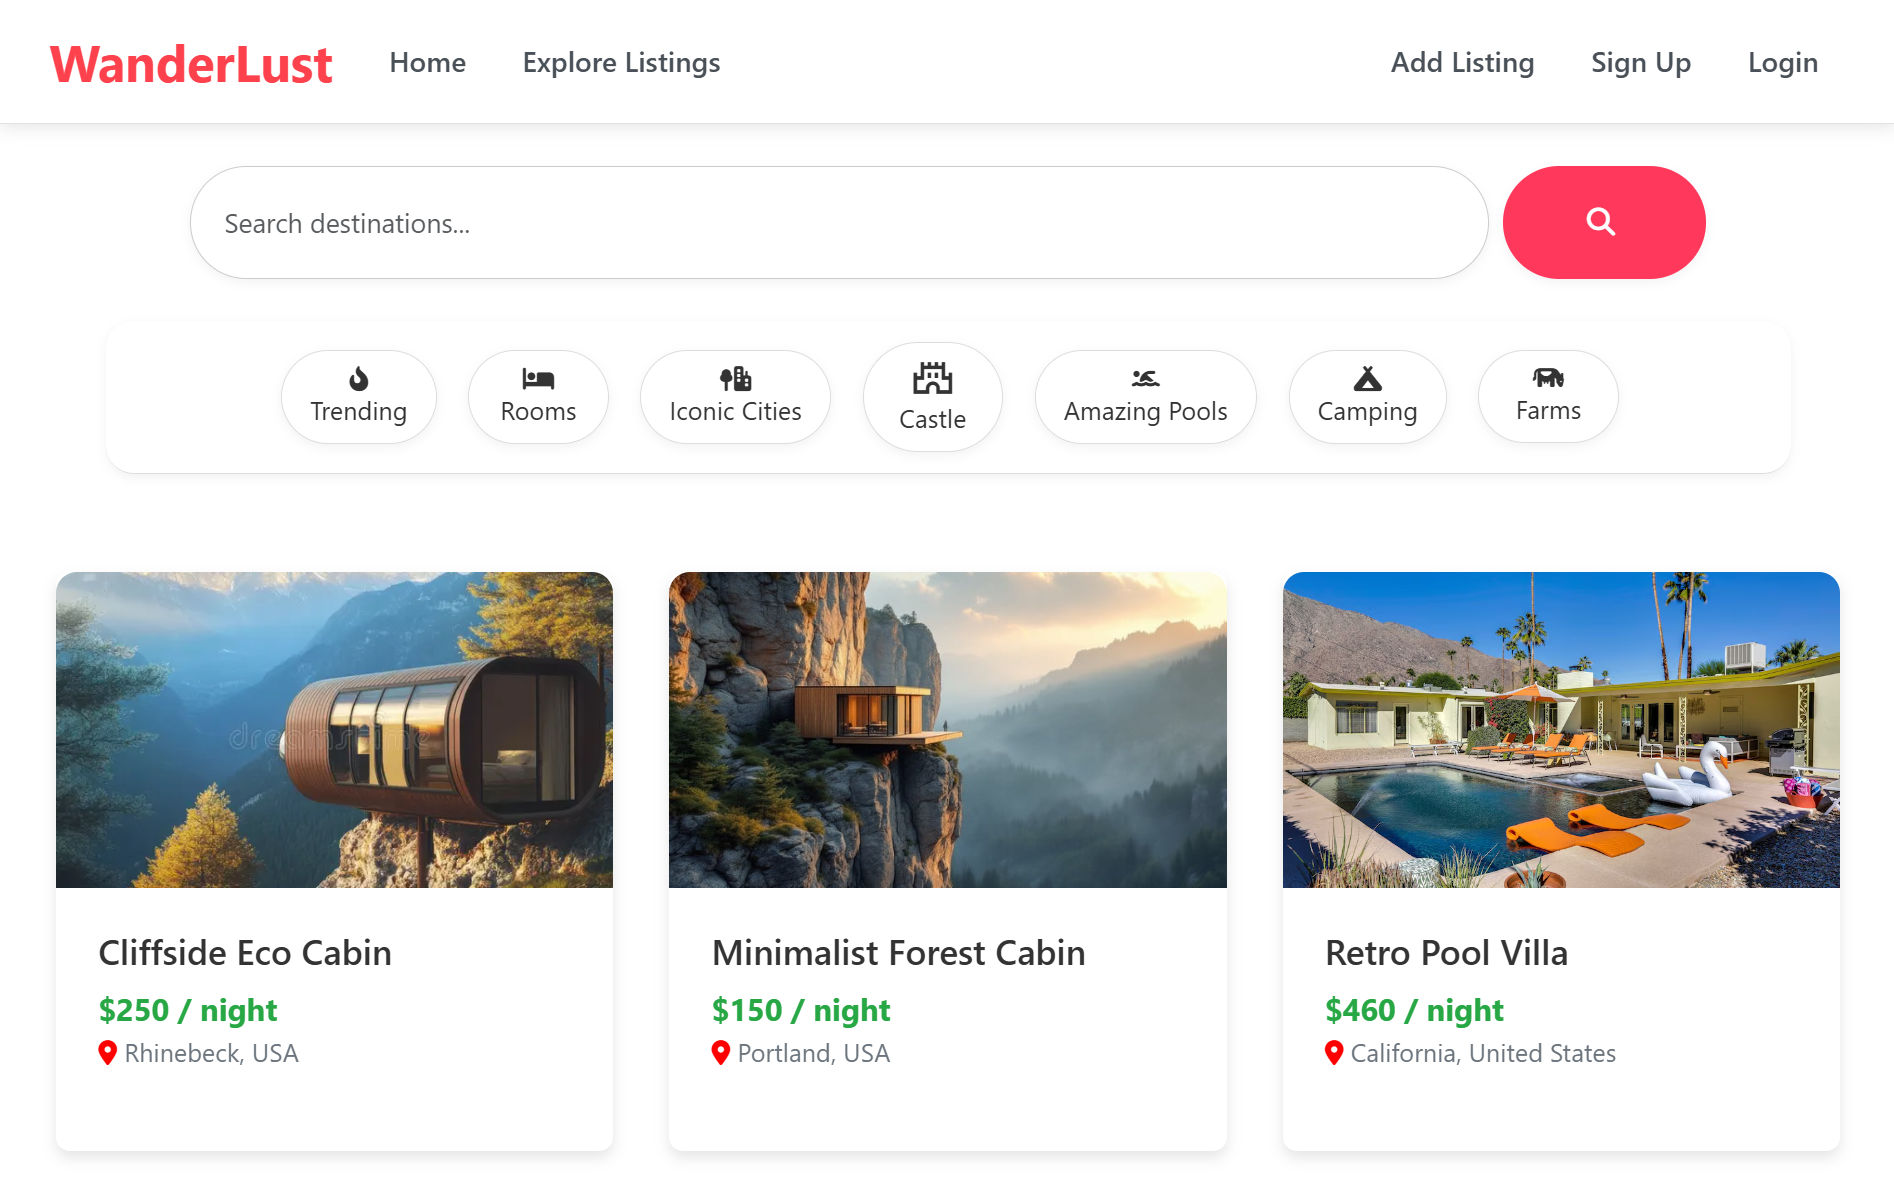 WanderLust Home Explore Listings Add Listing Sign Up Login
Search destinations...
Trending Rooms Iconic Cities Castle Amazing Pools Camping Farms
dreamstime
Cliffside Eco Cabin
$250 / night
Rhinebeck, USA
Minimalist Forest Cabin
$150 / night
Portland, USA
Retro Pool Villa
$460 / night
California, United States